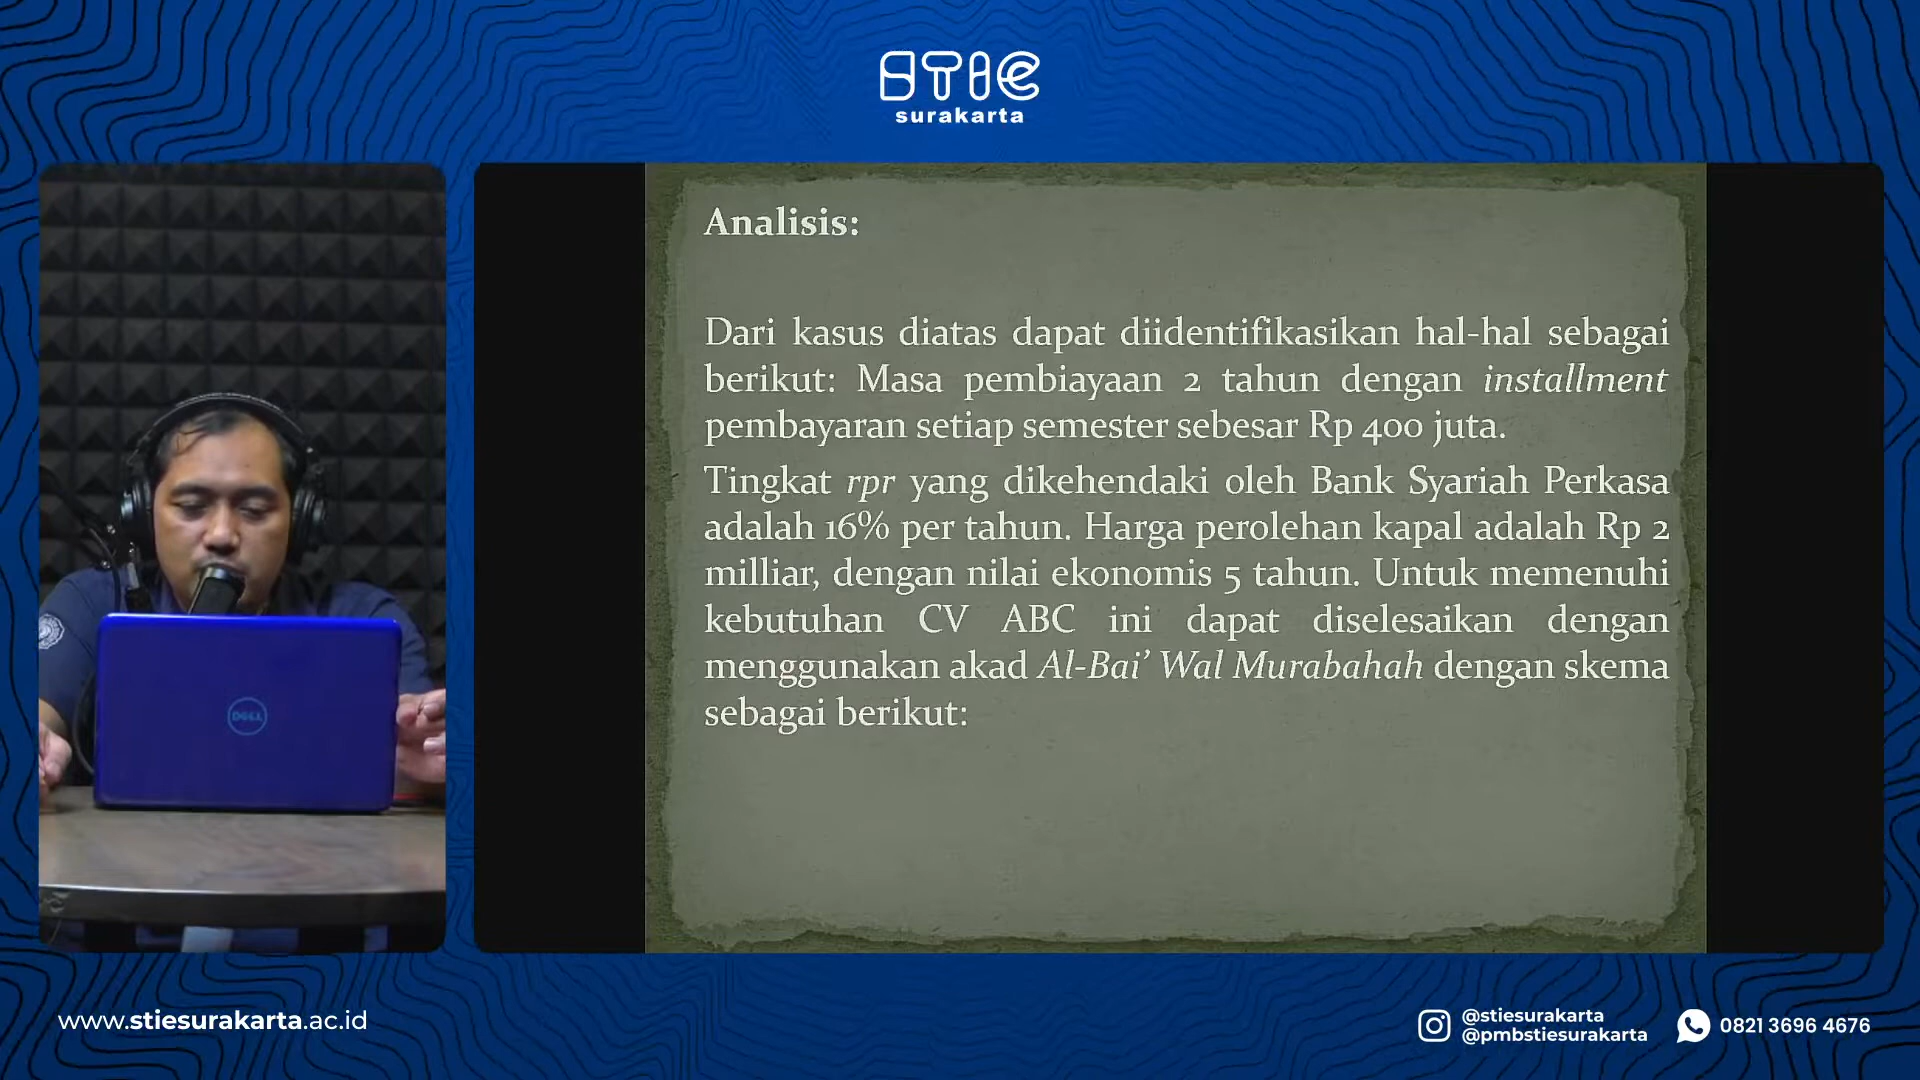 STIE
surakarta
Analisis:
Dari kasus diatas dapat diidentifikasikan hal-hal sebagai
berikut: Masa pembiayaan 2 tahun dengan installment
pembayaran setiap semester sebesar Rp 400 juta.
Tingkat rpr yang dikehendaki oleh Bank Syariah Perkasa
adalah 16% per tahun. Harga perolehan kapal adalah Rp 2
milliar, dengan nilai ekonomis 5 tahun. Untuk memenuhi
kebutuhan CV ABC ini dapat diselesaikan dengan
menggunakan akad Al-Bai’ Wal Murabahah dengan skema
sebagai berikut:
DELL
www.stiesurakarta.ac.id
@stiesurakarta
@pmbstiesurakarta
0821 3696 4676